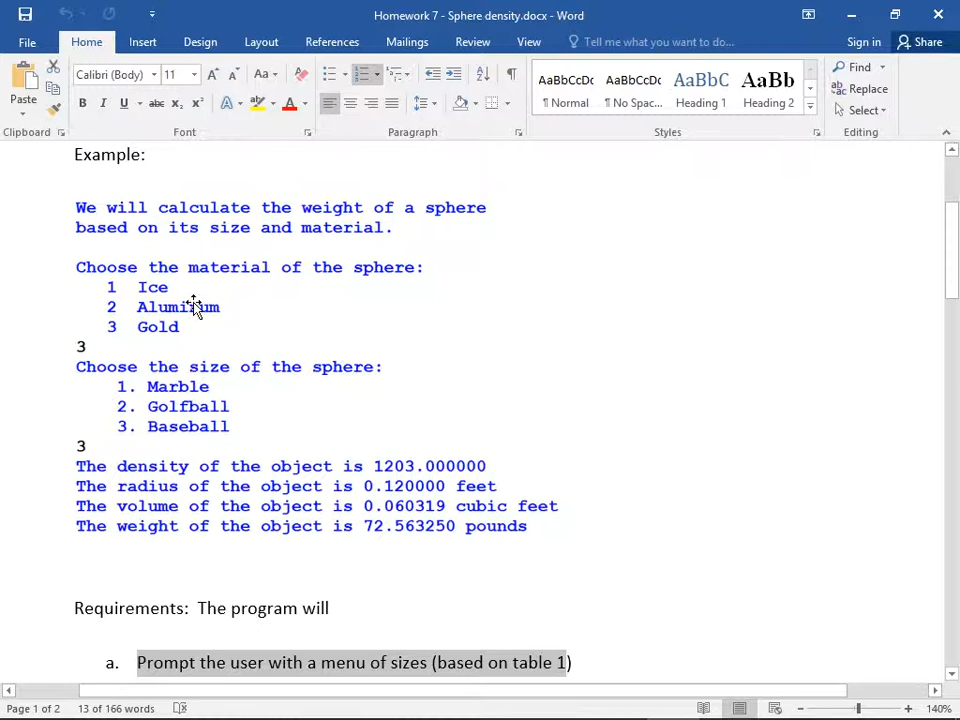 Homework 7 - Sphere density.docx - Word
File Home Insert Design Layout References Mailings Review View Tell me what you want to do... Sign in Share
Calibri (Body) 11 Aa AaBbCcDc AaBbCcDc AaBbC AaBb Find
Paste B I U abc x₂ x² A A ¶ Normal ¶ No Spac... Heading 1 Heading 2 Replace
Select
Clipboard Font Paragraph Styles Editing
Example:
We will calculate the weight of a sphere
based on its size and material.
Choose the material of the sphere:
1 Ice
2 Aluminum
3 Gold
3
Choose the size of the sphere:
1. Marble
2. Golfball
3. Baseball
3
The density of the object is 1203.000000
The radius of the object is 0.120000 feet
The volume of the object is 0.060319 cubic feet
The weight of the object is 72.563250 pounds
Requirements: The program will
a. Prompt the user with a menu of sizes (based on table 1)
Page 1 of 2 13 of 166 words 140%